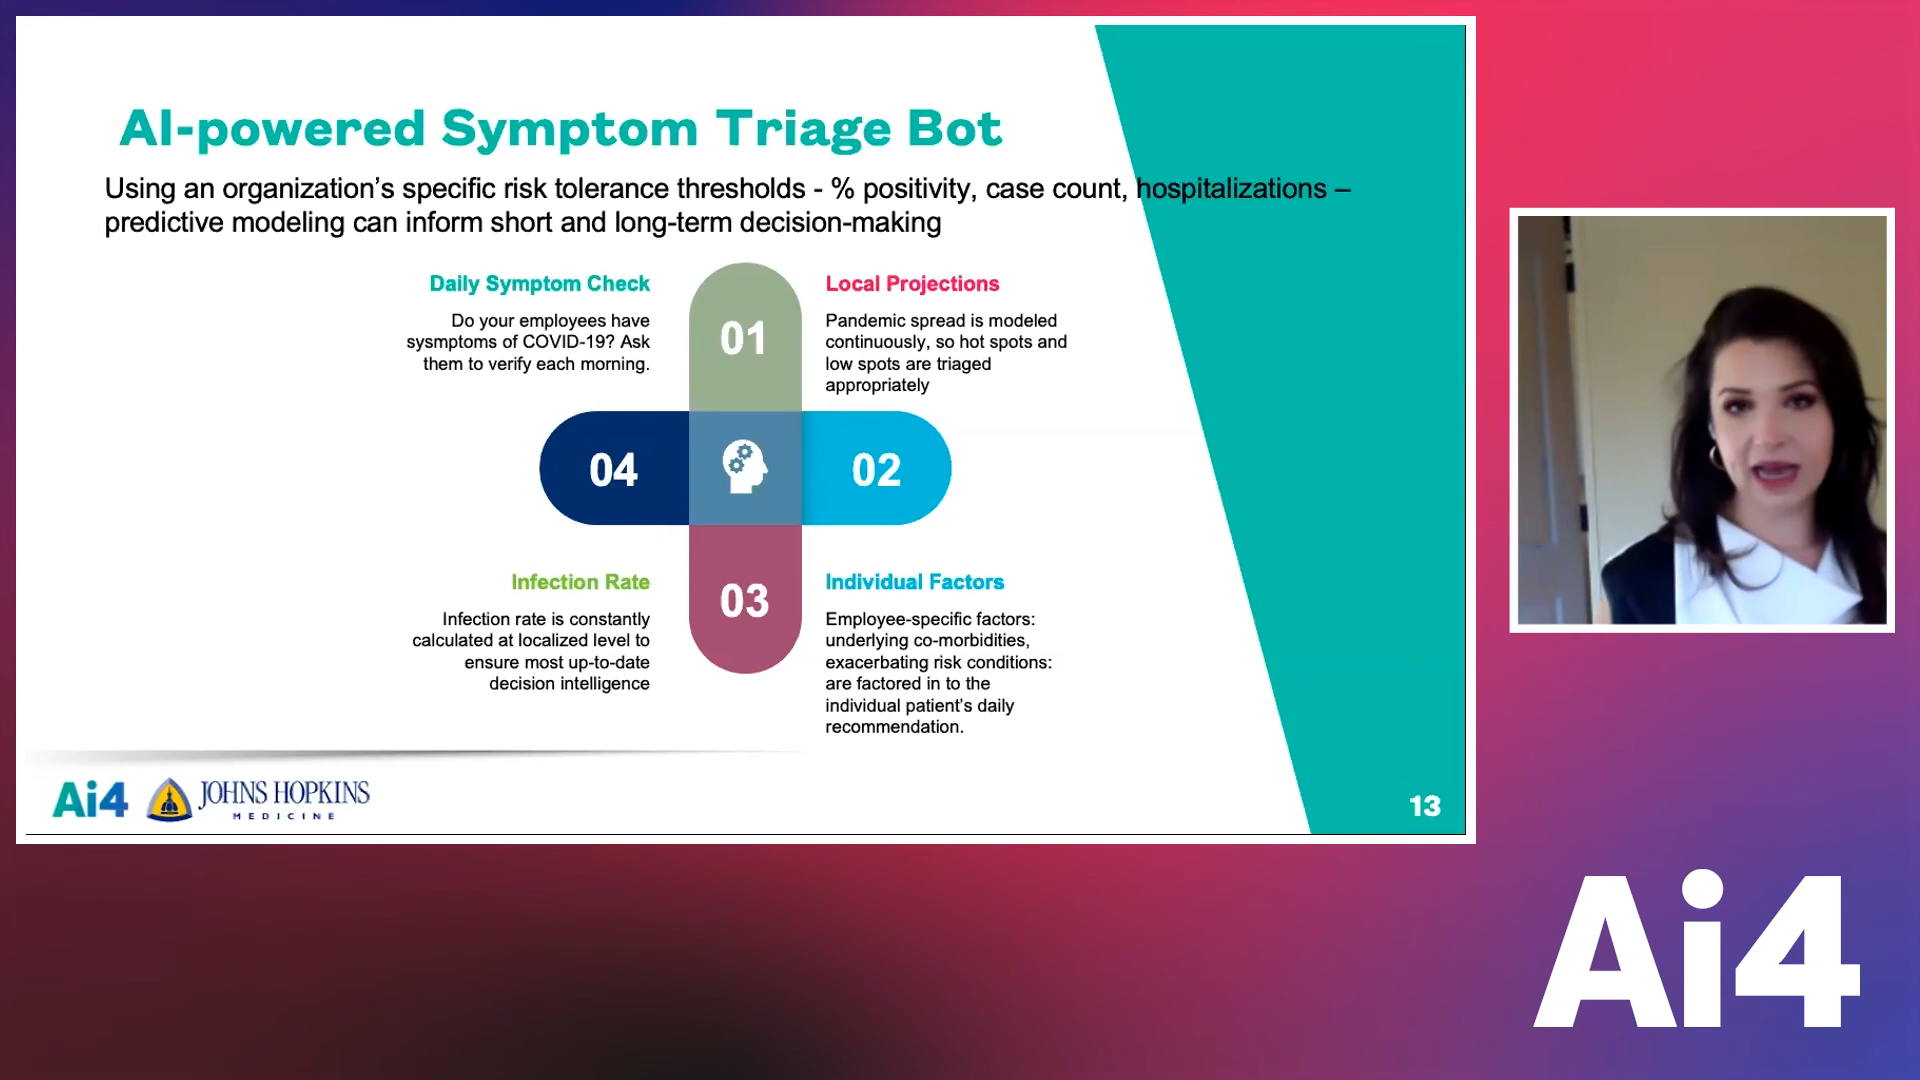 AI-powered Symptom Triage Bot
Using an organization’s specific risk tolerance thresholds - % positivity, case count, hospitalizations –
predictive modeling can inform short and long-term decision-making
Daily Symptom Check
Do your employees have
sysmptoms of COVID-19? Ask
them to verify each morning.
01
Local Projections
Pandemic spread is modeled
continuously, so hot spots and
low spots are triaged
appropriately
04
02
Infection Rate
Infection rate is constantly
calculated at localized level to
ensure most up-to-date
decision intelligence
03
Individual Factors
Employee-specific factors:
underlying co-morbidities,
exacerbating risk conditions:
are factored in to the
individual patient’s daily
recommendation.
Ai4
JOHNS HOPKINS
MEDICINE
13
Ai4